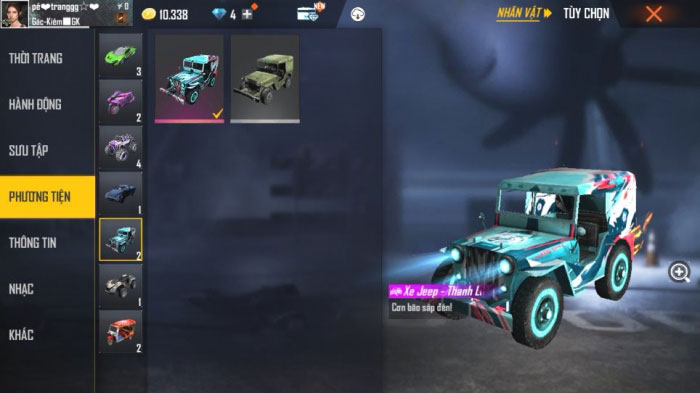 pé❤tranggg☆❤
0
Gác-Kiếm■GK
10.338
4
NEW
NHÂN VẬT
TÙY CHỌN
THỜI TRANG
HÀNH ĐỘNG
SƯU TẬP
PHƯƠNG TIỆN
THÔNG TIN
NHẠC
KHÁC
3
2
4
1
2
1
2
Xe Jeep - Thanh L
Cơn bão sắp đến!